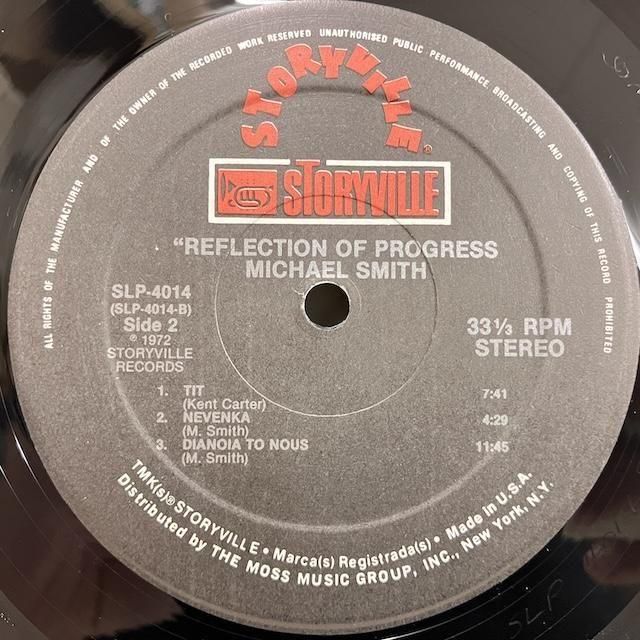 ALL RIGHTS OF THE MANUFACTURER AND OF THE OWNER OF THE RECORDED WORK RESERVED UNAUTHORISED PUBLIC PERFORMANCE, BROADCASTING AND COPYING OF THIS RECORD PROHIBITED
STORYVILLE®
STORYVILLE
"REFLECTION OF PROGRESS
MICHAEL SMITH
SLP-4014
(SLP-4014-B)
Side 2
℗ 1972
STORYVILLE
RECORDS
33 1/3 RPM
STEREO
1. TIT 7:41
(Kent Carter)
2. NEVENKA 4:29
(M. Smith)
3. DIANOIA TO NOUS 11:45
(M. Smith)
TMK(s)®STORYVILLE • Marca(s) Registrada(s) • Made in U.S.A.
Distributed by THE MOSS MUSIC GROUP, INC., New York, N.Y.
SLP